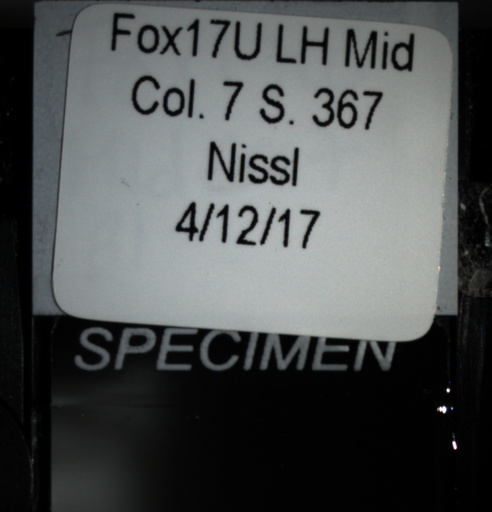 Fox17U LH Mid
Col. 7 S. 367
Nissl
4/12/17
SPECIMEN